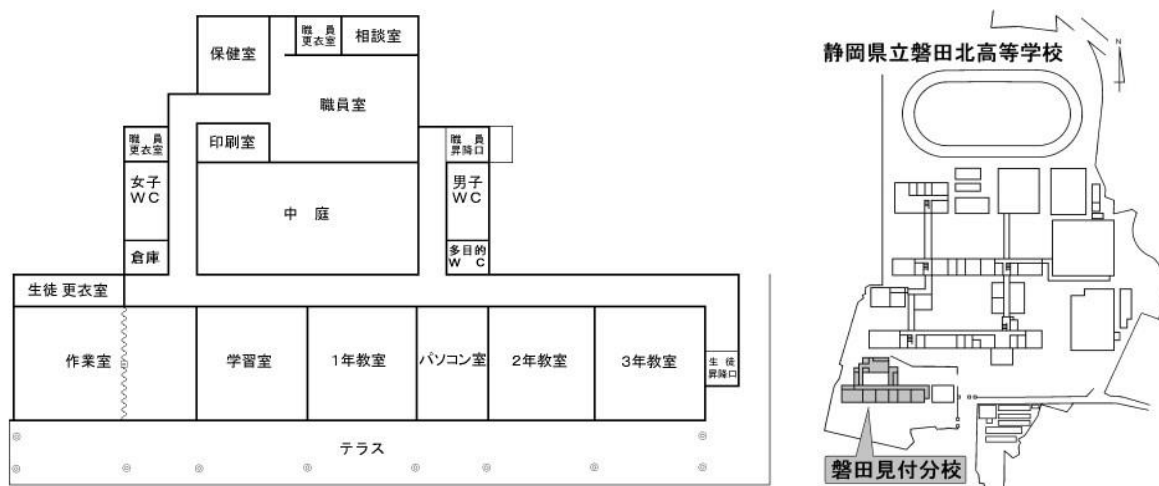 保健室
職 員
更衣室
相談室
職員室
印刷室
職 員
更衣室
職 員
昇降口
女子
WC
男子
WC
中 庭
倉庫
多目的
W C
生徒 更衣室
作業室
学習室
1年教室
パソコン室
2年教室
3年教室
生 徒
昇降口
テラス
静岡県立磐田北高等学校
N
磐田見付分校